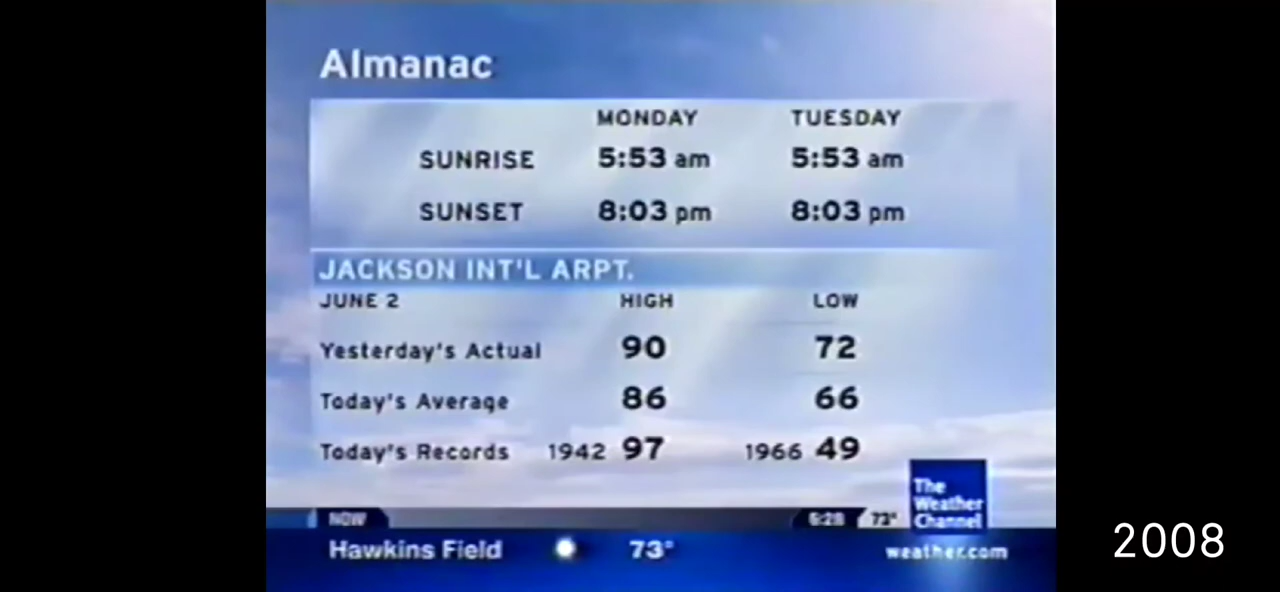 Almanac
MONDAY TUESDAY
SUNRISE 5:53 am 5:53 am
SUNSET 8:03 pm 8:03 pm
JACKSON INT'L ARPT.
JUNE 2 HIGH LOW
Yesterday's Actual 90 72
Today's Average 86 66
Today's Records 1942 97 1966 49
The
Weather
Channel
NOW 6:28 73°
Hawkins Field 73° weather.com
2008